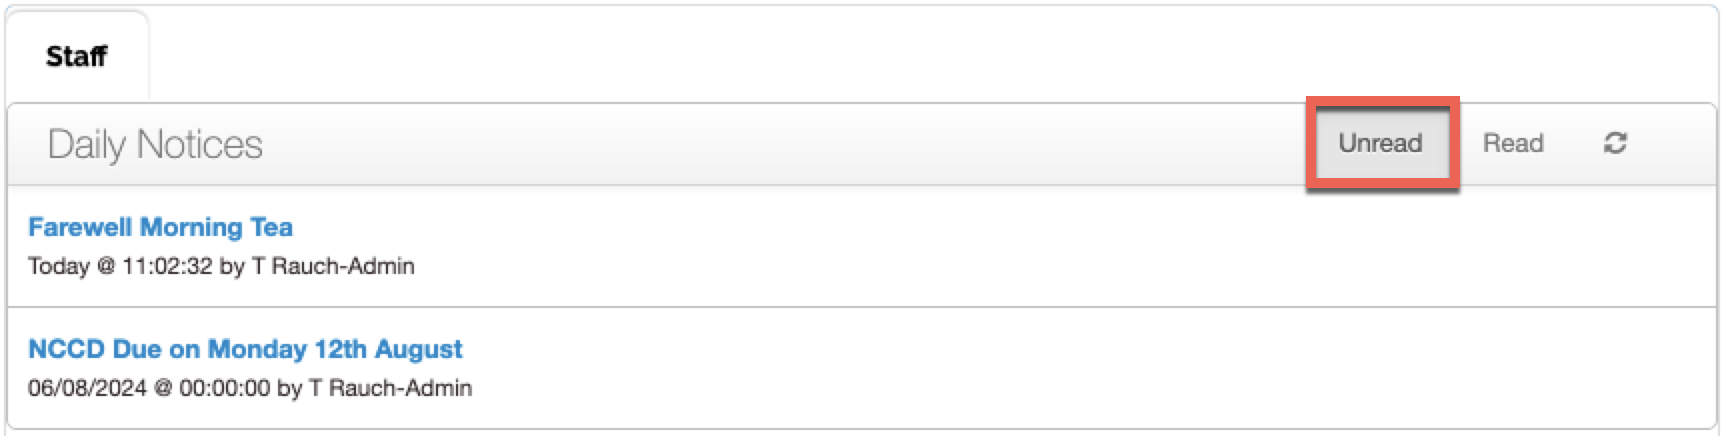 Staff
Daily Notices Unread Read
Farewell Morning Tea
Today @ 11:02:32 by T Rauch-Admin
NCCD Due on Monday 12th August
06/08/2024 @ 00:00:00 by T Rauch-Admin